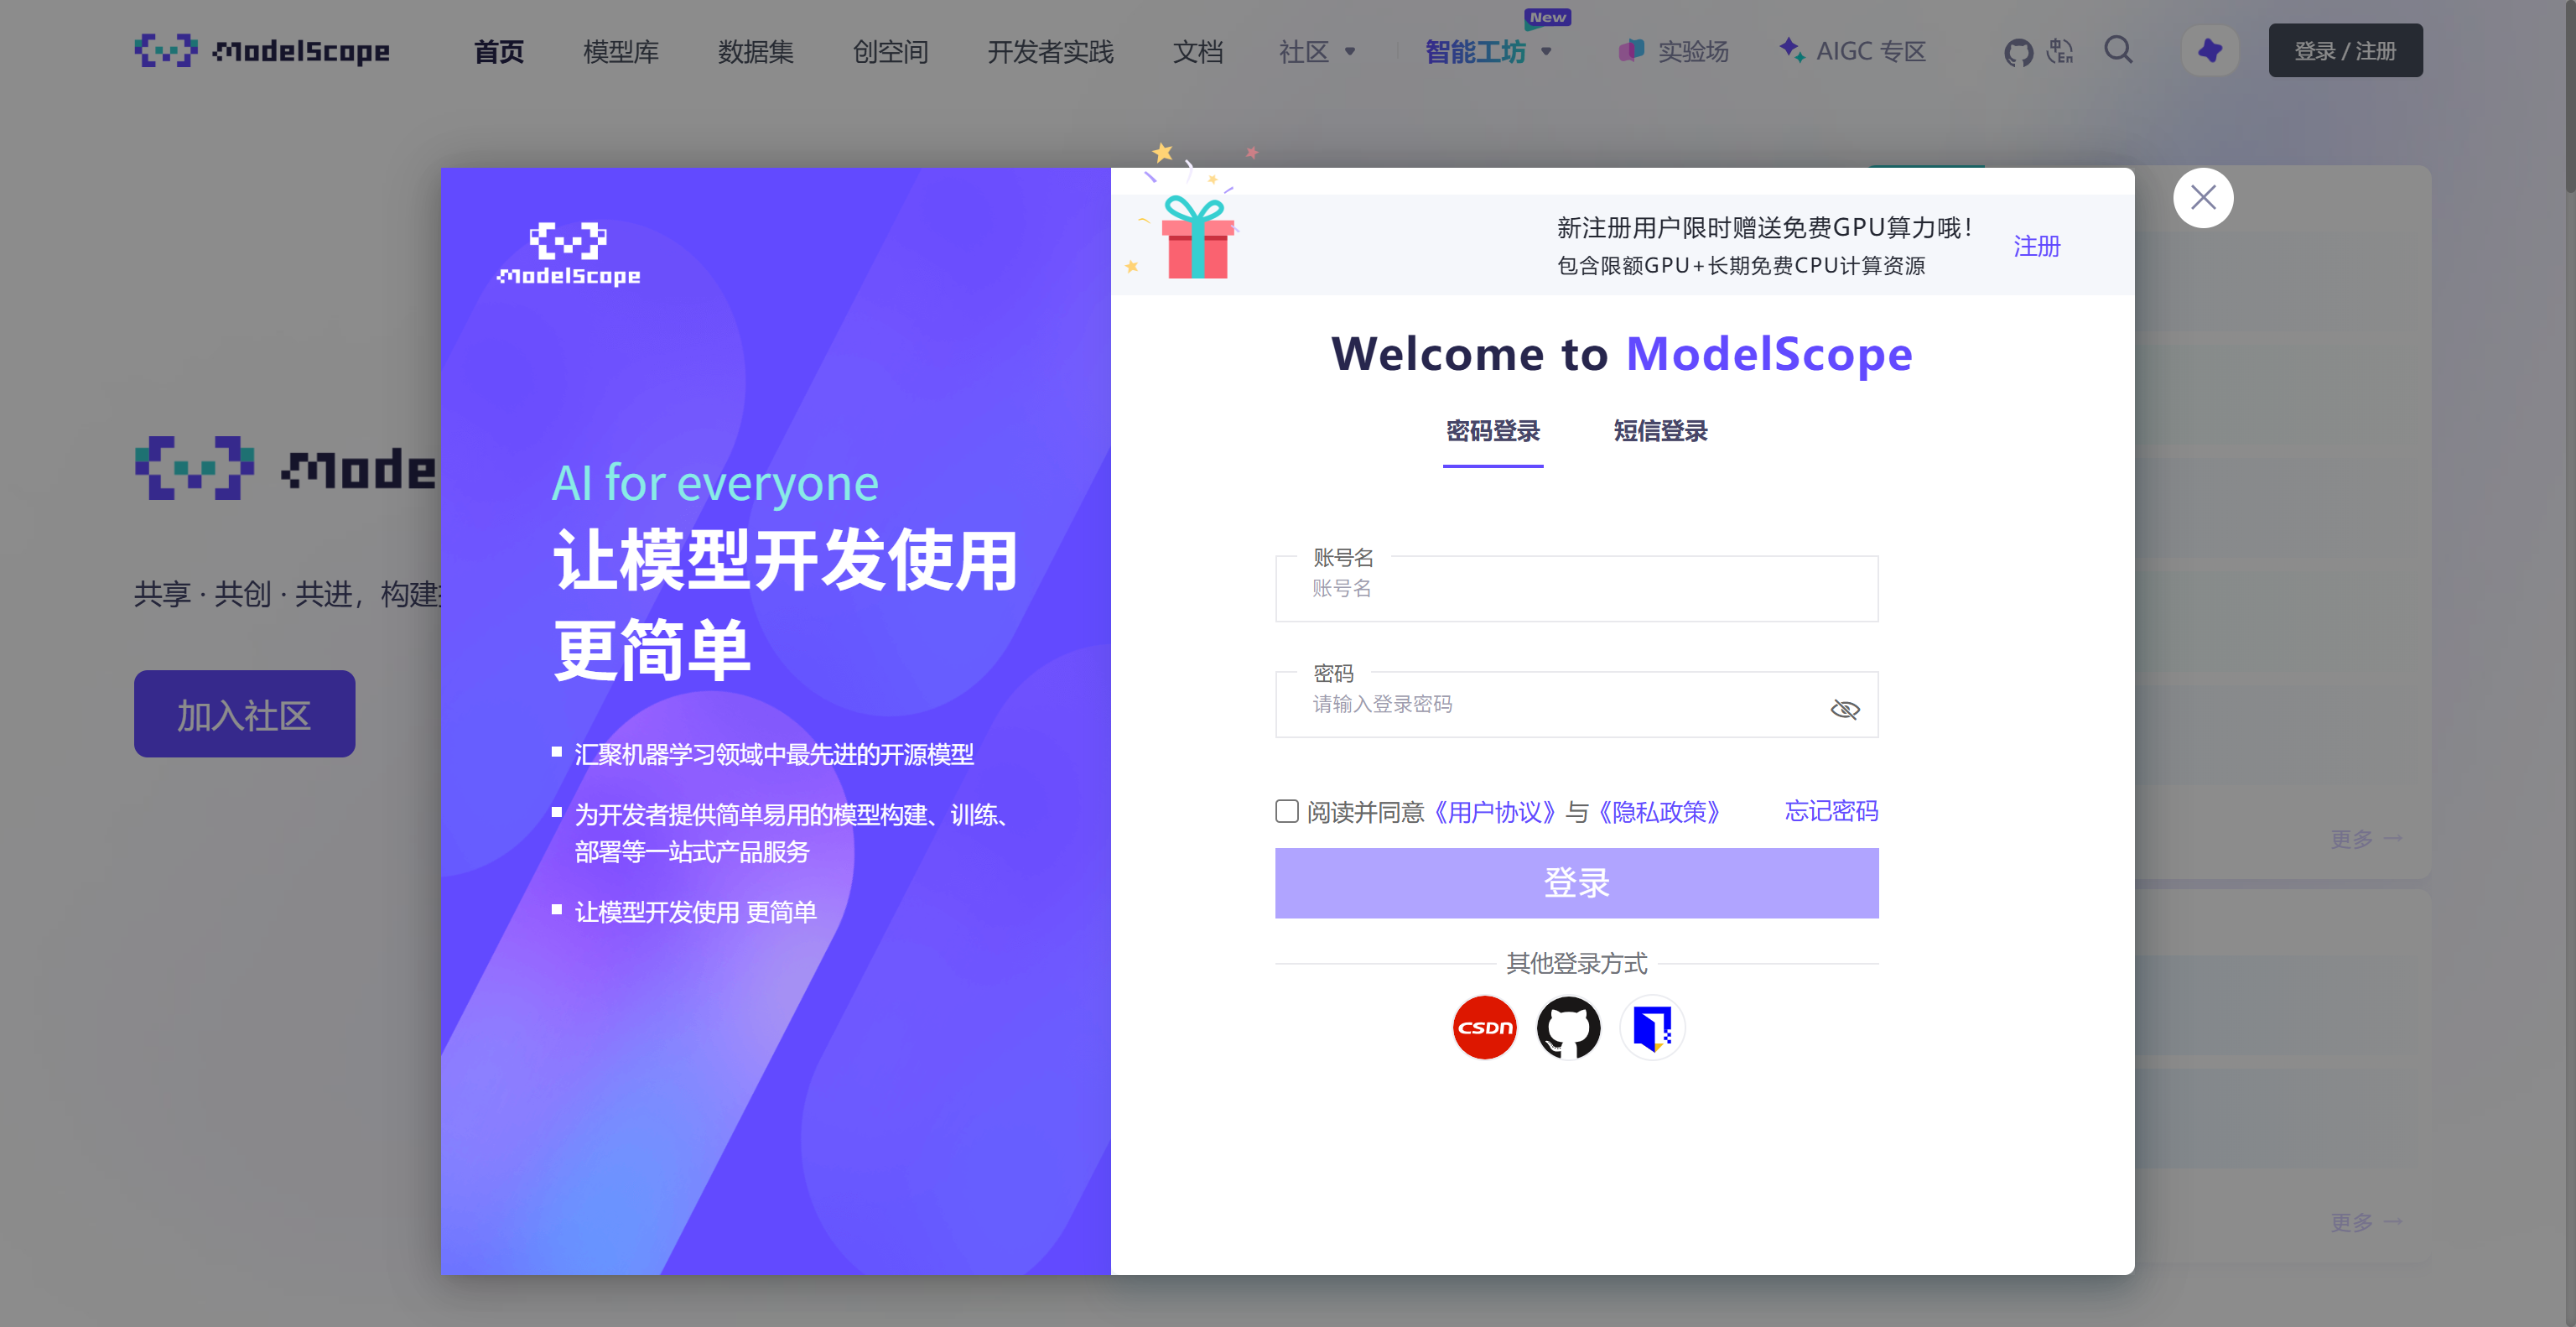 ModelScope
首页
模型库
数据集
创空间
开发者实践
文档
社区
智能工坊
New
实验场
AIGC 专区
中
En
登录 / 注册
Mode
共享 · 共创 · 共进，构建
加入社区
ModelScope
AI for everyone
让模型开发使用
更简单
汇聚机器学习领域中最先进的开源模型
为开发者提供简单易用的模型构建、训练、
部署等一站式产品服务
让模型开发使用 更简单
新注册用户限时赠送免费GPU算力哦！
包含限额GPU+长期免费CPU计算资源
注册
Welcome to ModelScope
密码登录
短信登录
账号名
账号名
密码
请输入登录密码
阅读并同意《用户协议》与《隐私政策》
忘记密码
登录
其他登录方式
CSDN
更多 →
更多 →